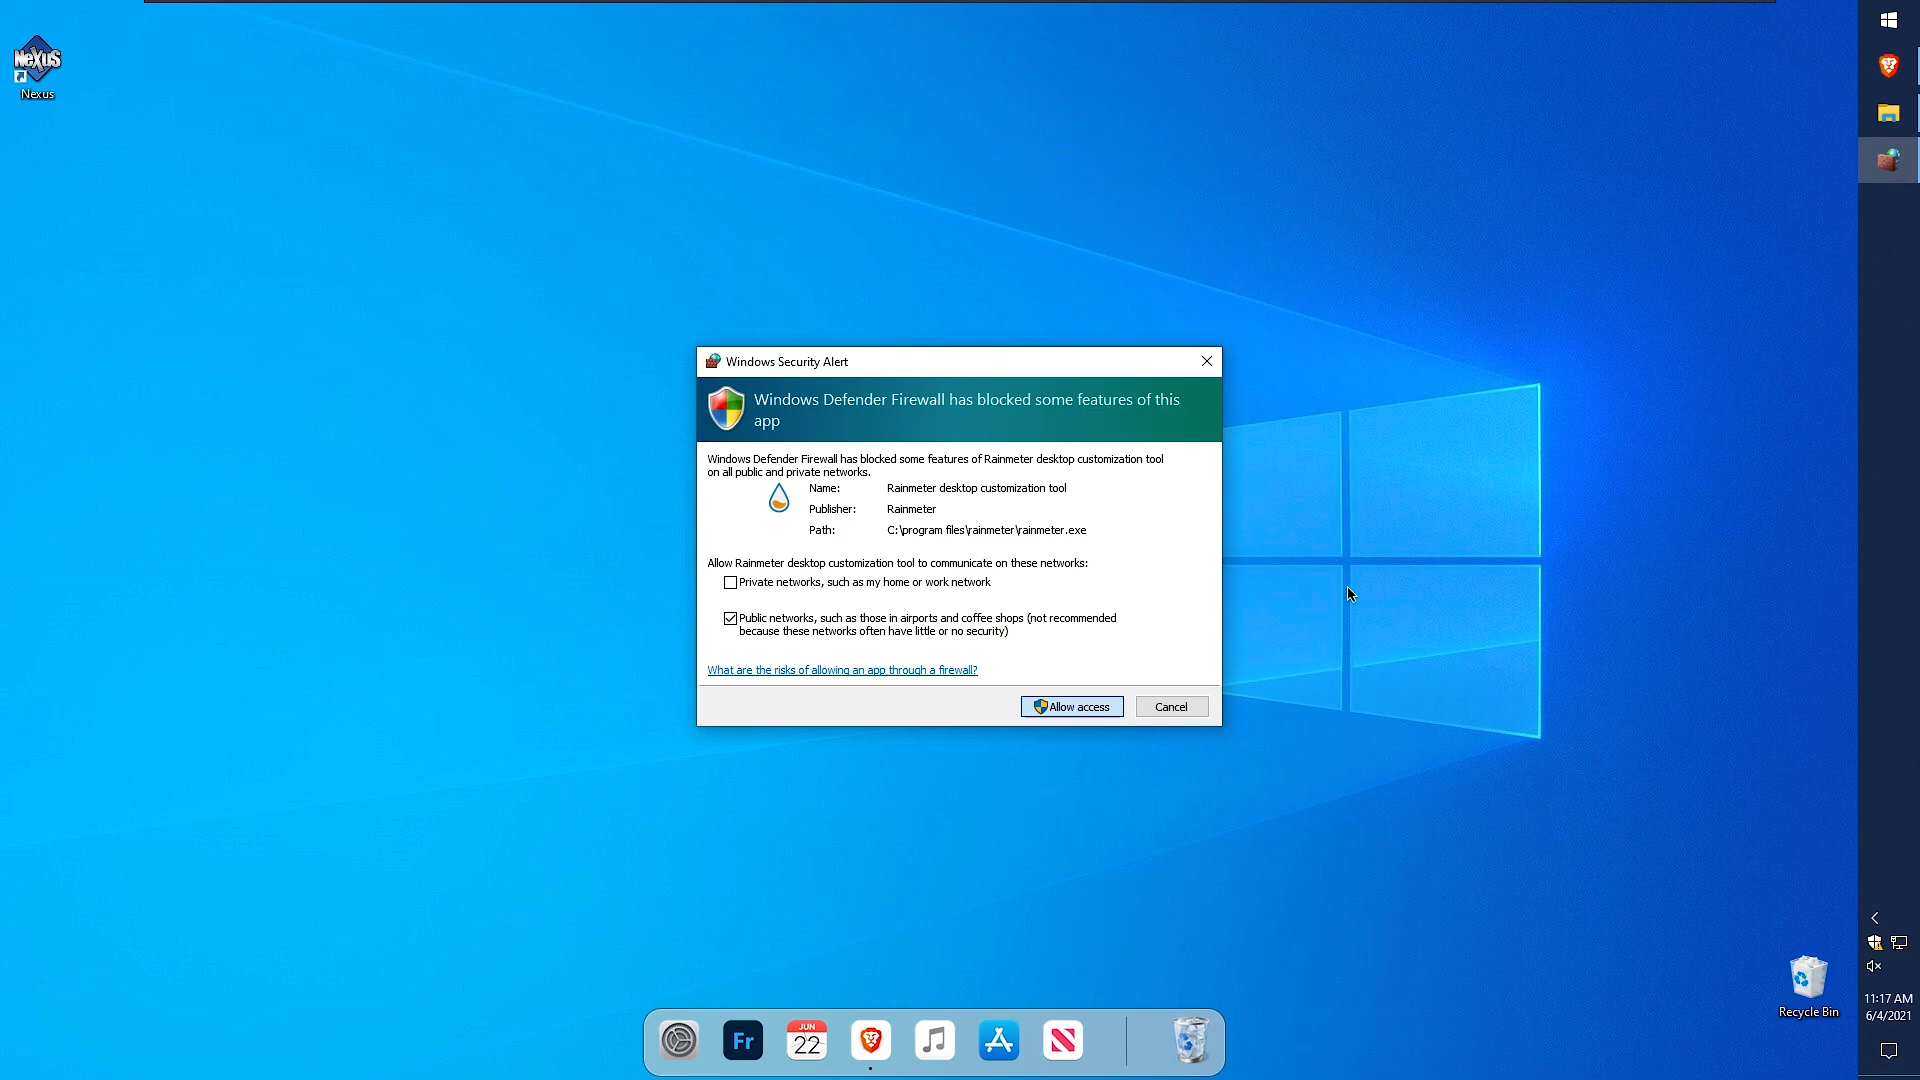 NeXuS
Nexus
Windows Security Alert
Windows Defender Firewall has blocked some features of this
app
Windows Defender Firewall has blocked some features of Rainmeter desktop customization tool
on all public and private networks.
Name: Rainmeter desktop customization tool
Publisher: Rainmeter
Path: C:\program files\rainmeter\rainmeter.exe
Allow Rainmeter desktop customization tool to communicate on these networks:
Private networks, such as my home or work network
Public networks, such as those in airports and coffee shops (not recommended
because these networks often have little or no security)
What are the risks of allowing an app through a firewall?
Allow access
Cancel
Recycle Bin
11:17 AM
6/4/2021
Fr
JUN
22